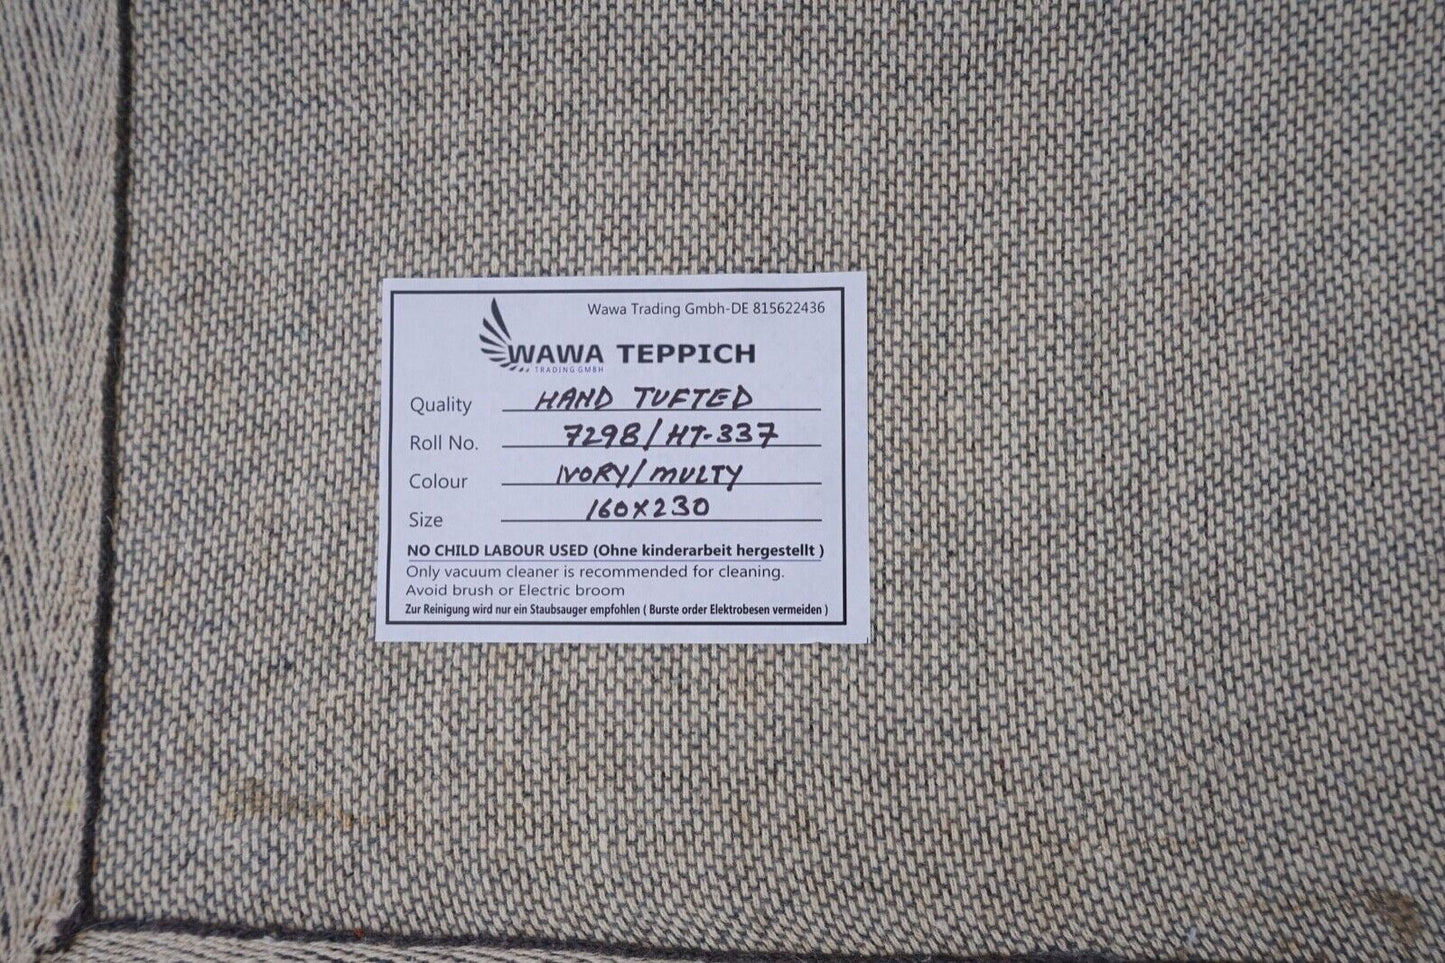 Wawa Trading Gmbh-DE 815622436
WAWA TEPPICH
TRADING GMBH
Quality HAND TUFTED
Roll No. 7298/HT-337
Colour IVORY/MULTY
Size 160X230
NO CHILD LABOUR USED (Ohne kinderarbeit hergestellt )
Only vacuum cleaner is recommended for cleaning.
Avoid brush or Electric broom
Zur Reinigung wird nur ein Staubsauger empfohlen ( Burste order Elektrobesen vermeiden )